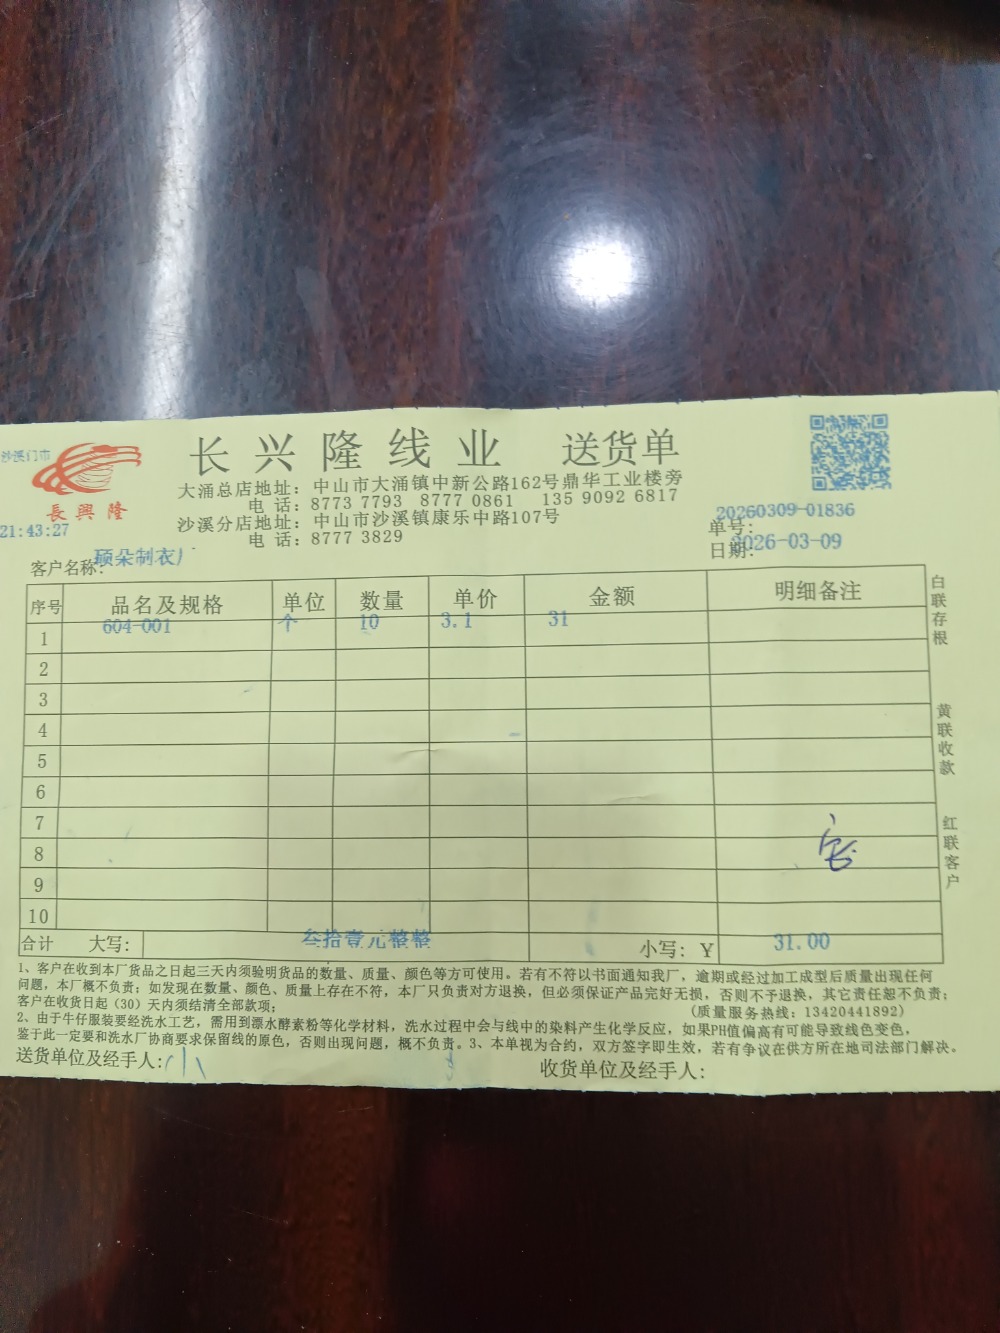 沙溪门市
長興隆
21:43:27
长兴隆线业 送货单
大涌总店地址：中山市大涌镇中新公路162号鼎华工业楼旁
电 话：8773 7793 8777 0861 135 9092 6817
沙溪分店地址：中山市沙溪镇康乐中路107号
电 话：8777 3829
单号：20260309-01836
日期：2026-03-09
客户名称：颐朵制衣厂
序号 品名及规格 单位 数量 单价 金额 明细备注
1 604-001 个 10 3.1 31
2
3
4
5
6
7
8
9
10
合计 大写：叁拾壹元整整 小写：Y 31.00
白联存根
黄联收款
红联客户
1、客户在收到本厂货品之日起三天内须验明货品的数量、质量、颜色等方可使用。若有不符以书面通知我厂，逾期或经过加工成型后质量出现任何
问题，本厂概不负责；如发现在数量、颜色、质量上存在不符，本厂只负责对方退换，但必须保证产品完好无损，否则不予退换，其它责任恕不负责；
客户在收货日起（30）天内须结清全部款项； (质量服务热线：13420441892)
2、由于牛仔服装要经洗水工艺，需用到漂水酵素粉等化学材料，洗水过程中会与线中的染料产生化学反应，如果PH值偏高有可能导致线色变色，
鉴于此一定要和洗水厂协商要求保留线的原色，否则出现问题，概不负责。3、本单视为合约，双方签字即生效，若有争议在供方所在地司法部门解决。
送货单位及经手人： 收货单位及经手人：